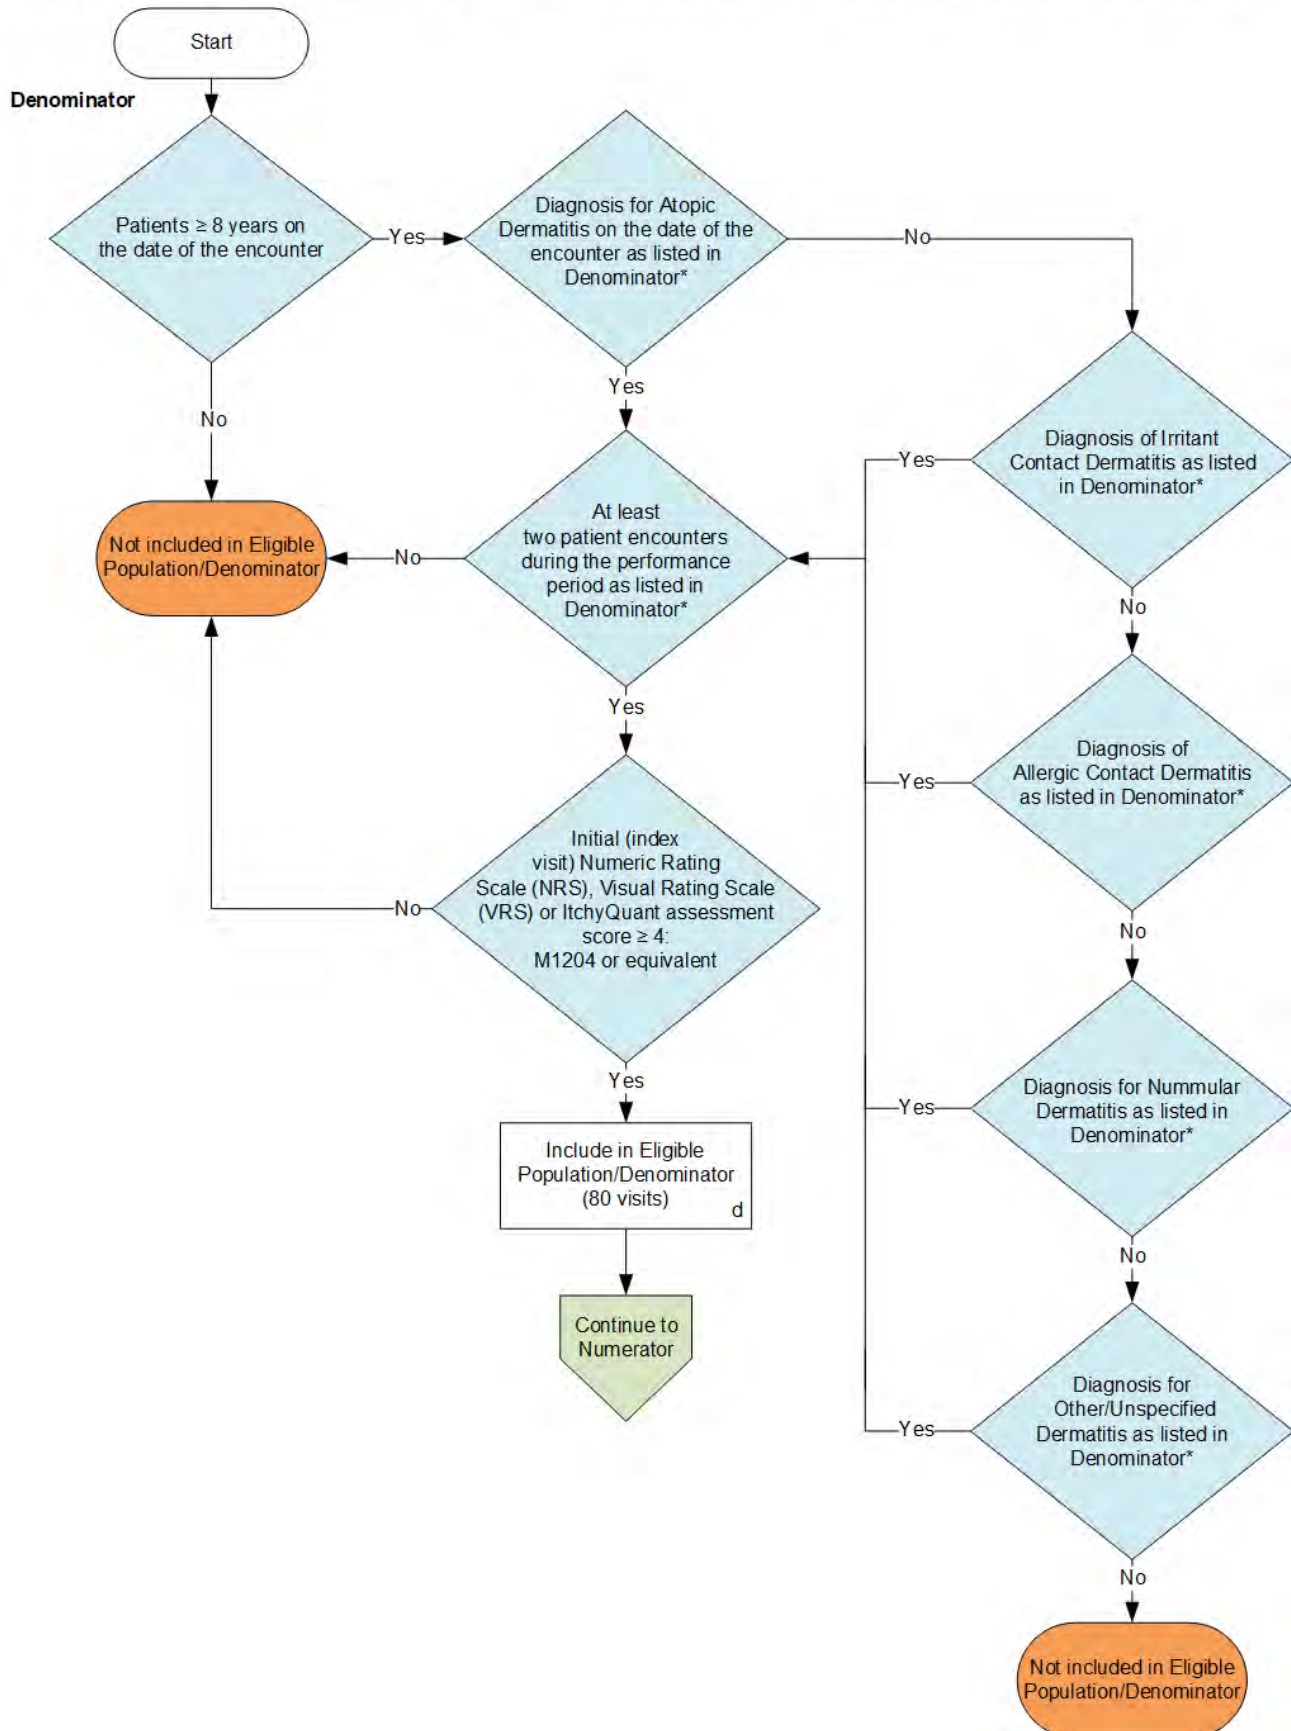 Start
Denominator
Patients ≥ 8 years on
the date of the encounter
Yes
No
Diagnosis for Atopic
Dermatitis on the date of the
encounter as listed in
Denominator*
No
Yes
Diagnosis of Irritant
Contact Dermatitis as listed
in Denominator*
Yes
No
Not included in Eligible
Population/Denominator
No
At least
two patient encounters
during the performance
period as listed in
Denominator*
Yes
Diagnosis of
Allergic Contact Dermatitis
as listed in Denominator*
Yes
No
Initial (index
visit) Numeric Rating
Scale (NRS), Visual Rating Scale
(VRS) or ItchyQuant assessment
score ≥ 4:
M1204 or equivalent
No
Yes
Diagnosis for Nummular
Dermatitis as listed in
Denominator*
Yes
No
Include in Eligible
Population/Denominator
(80 visits)
d
Continue to
Numerator
Diagnosis for
Other/Unspecified
Dermatitis as listed in
Denominator*
Yes
No
Not included in Eligible
Population/Denominator